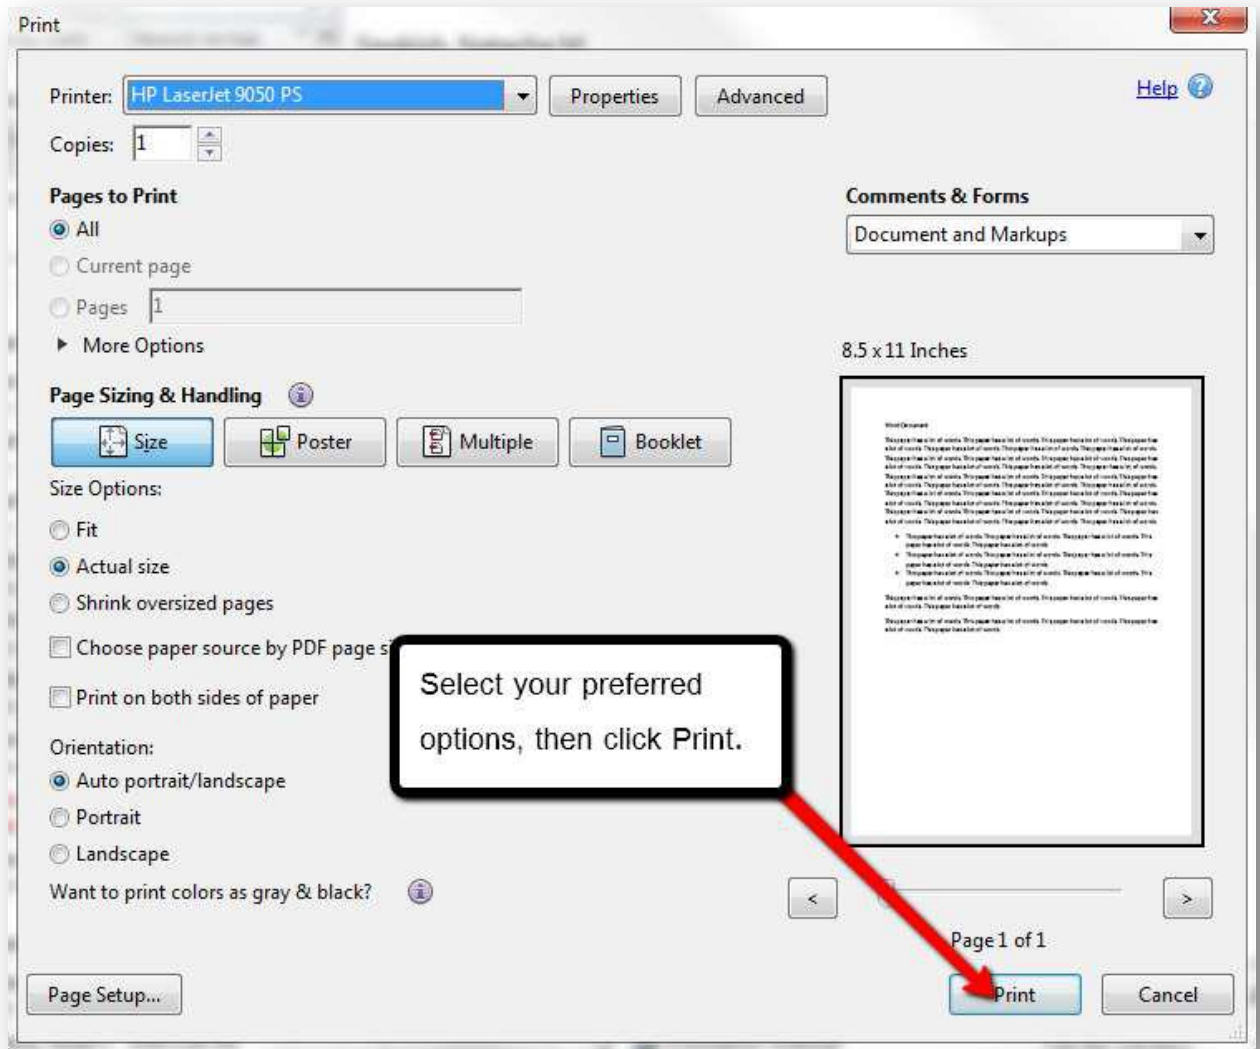 Print
X
Printer: HP LaserJet 9050 PS Properties Advanced Help
Copies: 1
Pages to Print
All
Current page
Pages 1
More Options
Comments & Forms
Document and Markups
8.5 x 11 Inches
Page Sizing & Handling
Size Poster Multiple Booklet
Size Options:
Fit
Actual size
Shrink oversized pages
Choose paper source by PDF page si
Print on both sides of paper
Orientation:
Auto portrait/landscape
Portrait
Landscape
Want to print colors as gray & black?
Select your preferred
options, then click Print.
Word Document
< >
Page 1 of 1
Page Setup... Print Cancel